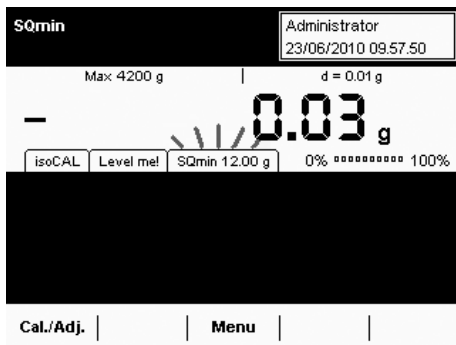 SQmin
Administrator
23/06/2010 09.57.50
Max 4200 g
d = 0.01 g
– 0.03 g
isoCAL Level me! SQmin 12.00 g 0% 100%
Cal./Adj. Menu